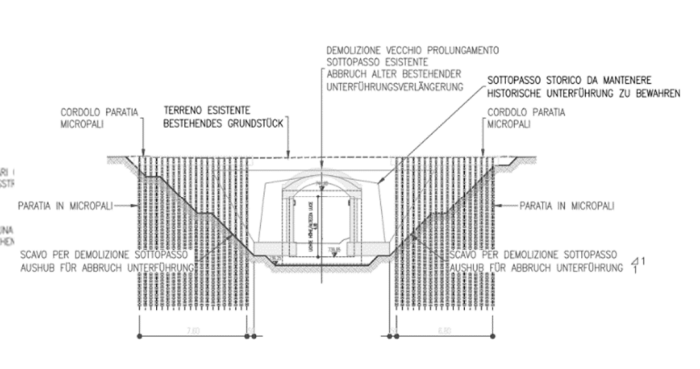 DEMOLIZIONE VECCHIO PROLUNGAMENTO
SOTTOPASSO ESISTENTE
ABBRUCH ALTER BESTEHENDER
UNTERFÜHRUNGSVERLÄNGERUNG
SOTTOPASSO STORICO DA MANTENERE
HISTORISCHE UNTERFÜHRUNG ZU BEWAHREN
CORDOLO PARATIA
MICROPALI
TERRENO ESISTENTE
BESTEHENDES GRUNDSTÜCK
CORDOLO PARATIA
MICROPALI
PARATIA IN MICROPALI
PARATIA IN MICROPALI
SCAVO PER DEMOLIZIONE SOTTOPASSO
AUSHUB FÜR ABBRUCH UNTERFÜHRUNG
SCAVO PER DEMOLIZIONE SOTTOPASSO
AUSHUB FÜR ABBRUCH UNTERFÜHRUNG
1
1